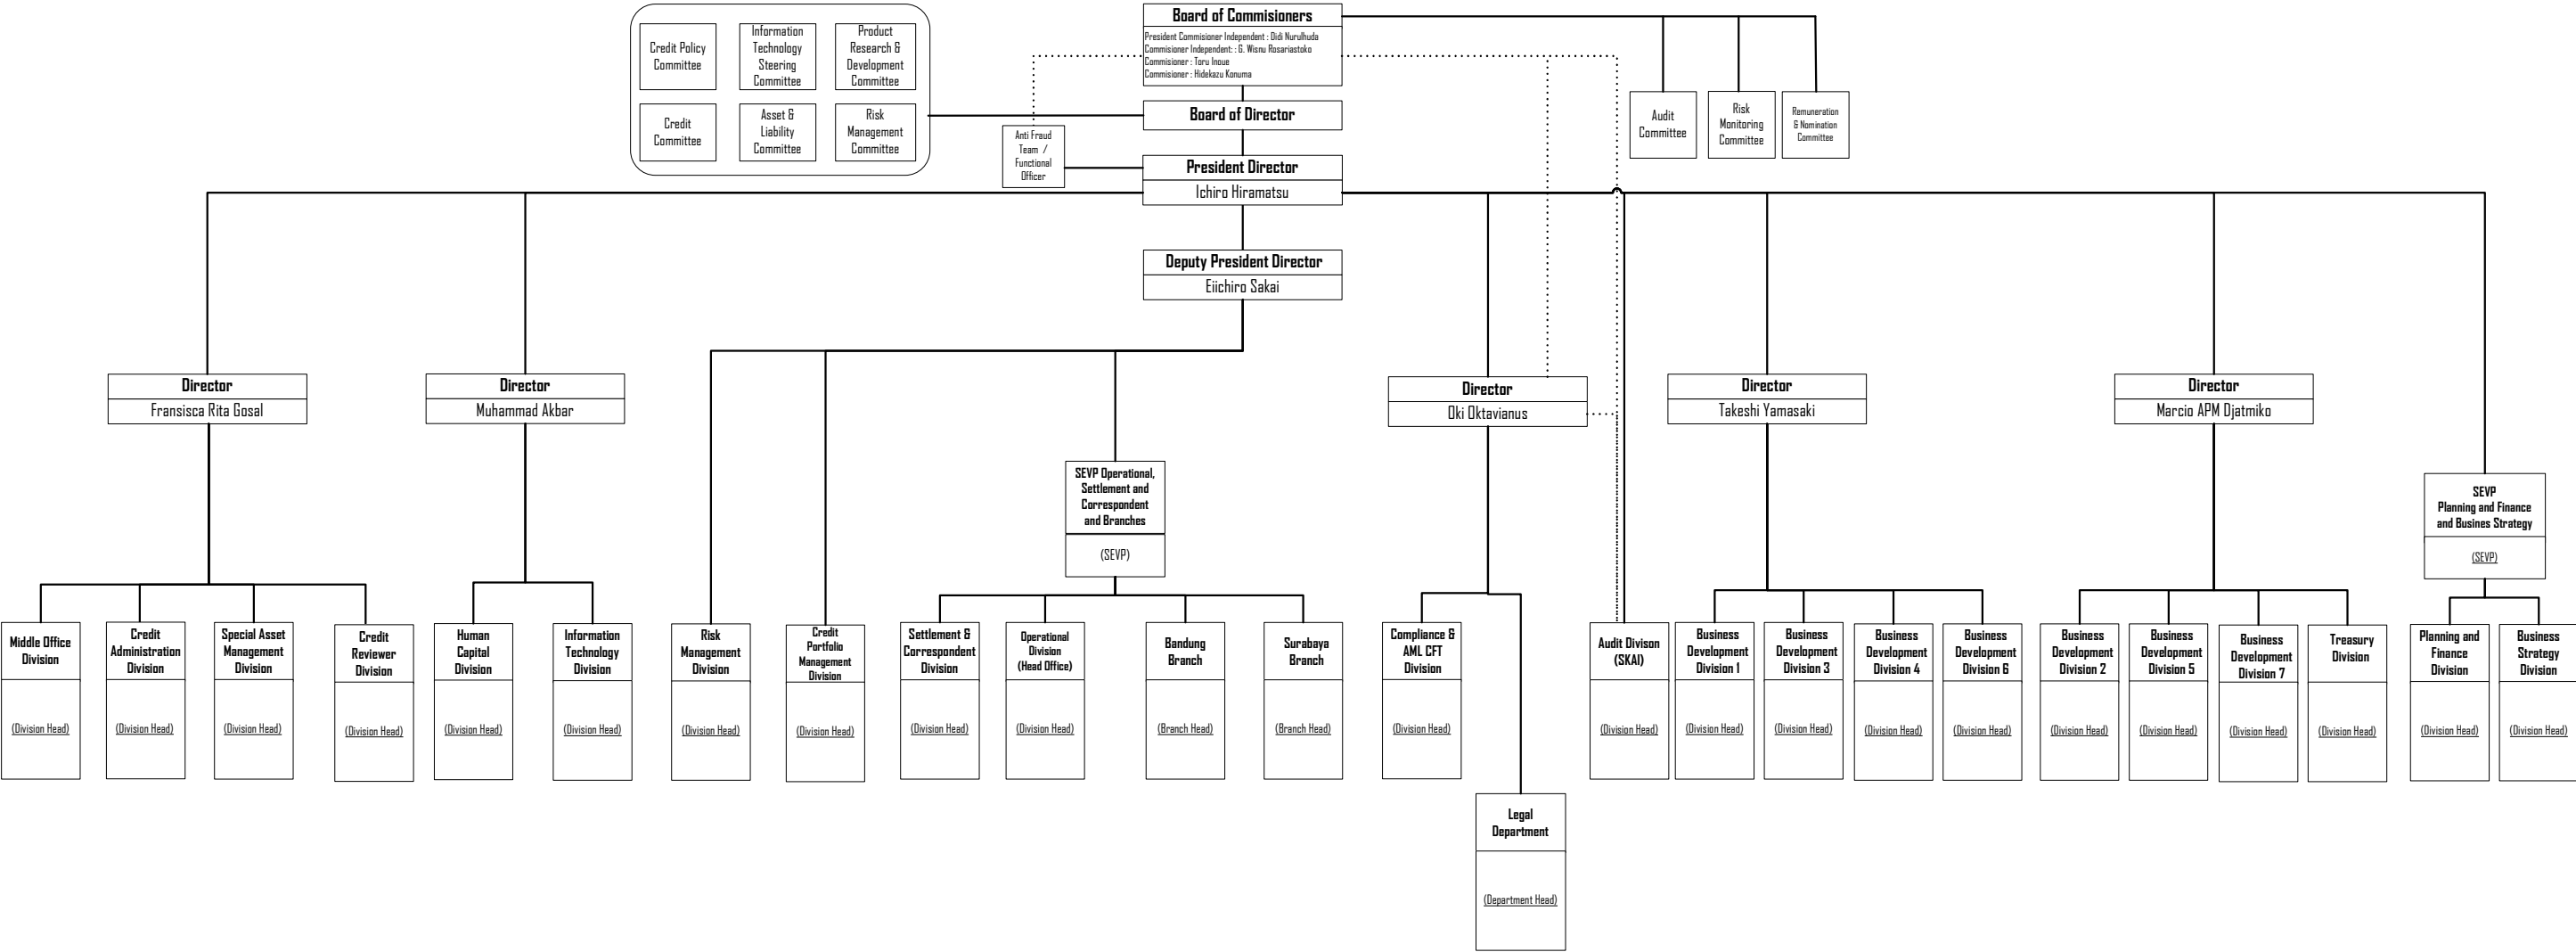 Board of Commisioners
President Commisioner Independent : Didi Nurulhuda
Commisioner Independent: : G. Wisnu Rosariastoko
Commisioner : Toru Inoue
Commisioner : Hidekazu Konuma
Credit Policy
Committee
Information
Technology
Steering
Committee
Product
Research &
Development
Committee
Credit
Committee
Asset &
Liability
Committee
Risk
Management
Committee
Board of Director
Anti Fraud
Team /
Functional
Officer
Audit
Committee
Risk
Monitoring
Committee
Remuneration
& Nomination
Committee
President Director
Ichiro Hiramatsu
Deputy President Director
Eiichiro Sakai
Director
Fransisca Rita Gosal
Director
Muhammad Akbar
Director
Oki Oktavianus
Director
Takeshi Yamasaki
Director
Marcio APM Djatmiko
SEVP Operational,
Settlement and
Correspondent
and Branches
(SEVP)
SEVP
Planning and Finance
and Busines Strategy
(SEVP)
Middle Office
Division
(Division Head)
Credit
Administration
Division
(Division Head)
Special Asset
Management
Division
(Division Head)
Credit
Reviewer
Division
(Division Head)
Human
Capital
Division
(Division Head)
Information
Technology
Division
(Division Head)
Risk
Management
Division
(Division Head)
Credit
Portfolio
Management
Division
(Division Head)
Settlement &
Correspondent
Division
(Division Head)
Operational
Division
(Head Office)
(Division Head)
Bandung
Branch
(Branch Head)
Surabaya
Branch
(Branch Head)
Compliance &
AML CFT
Division
(Division Head)
Audit Divison
(SKAI)
(Division Head)
Business
Development
Division 1
(Division Head)
Business
Development
Division 3
(Division Head)
Business
Development
Division 4
(Division Head)
Business
Development
Division 6
(Division Head)
Business
Development
Division 2
(Division Head)
Business
Development
Division 5
(Division Head)
Business
Development
Division 7
(Division Head)
Treasury
Division
(Division Head)
Planning and
Finance
Division
(Division Head)
Business
Strategy
Division
(Division Head)
Legal
Department
(Department Head)